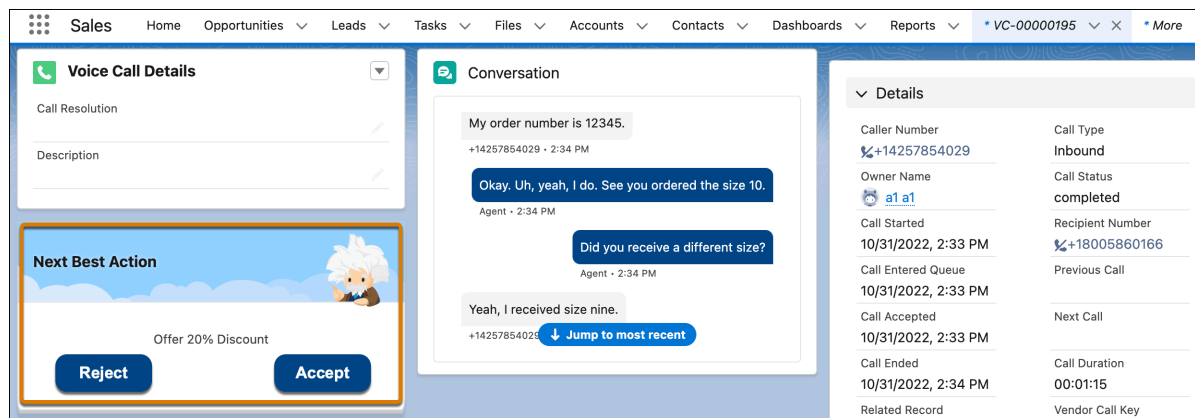 Sales
Home
Opportunities
Leads
Tasks
Files
Accounts
Contacts
Dashboards
Reports
* VC-00000195
* More
Voice Call Details
Call Resolution
Description
Next Best Action
Offer 20% Discount
Reject
Accept
Conversation
My order number is 12345.
+14257854029 • 2:34 PM
Okay. Uh, yeah, I do. See you ordered the size 10.
Agent • 2:34 PM
Did you receive a different size?
Agent • 2:34 PM
Yeah, I received size nine.
+14257854029
Jump to most recent
Details
Caller Number
+14257854029
Call Type
Inbound
Owner Name
a1 a1
Call Status
completed
Call Started
10/31/2022, 2:33 PM
Recipient Number
+18005860166
Call Entered Queue
10/31/2022, 2:33 PM
Previous Call
Call Accepted
10/31/2022, 2:33 PM
Next Call
Call Ended
10/31/2022, 2:34 PM
Call Duration
00:01:15
Related Record
Vendor Call Key